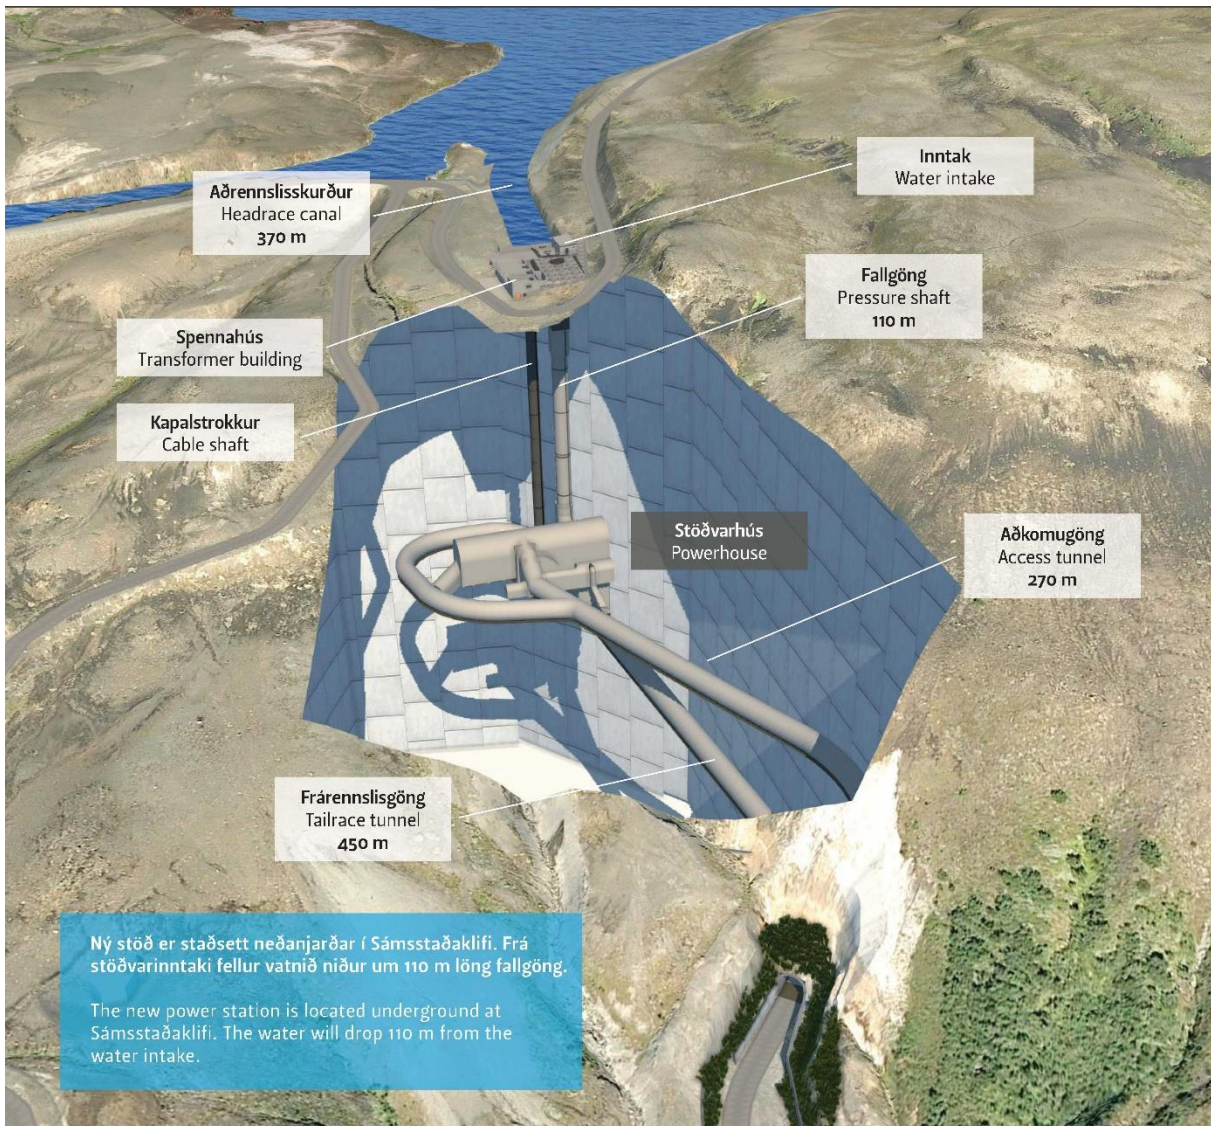 Inntak
Water intake
Aðrennslisskurður
Headrace canal
370 m
Fallgöng
Pressure shaft
110 m
Spennahús
Transformer building
Kapalstrokkur
Cable shaft
Stöðvarhús
Powerhouse
Aðkomugöng
Access tunnel
270 m
Frárennslisgöng
Tailrace tunnel
450 m
Ný stöð er staðsett neðanjarðar í Sámsstaðaklifi. Frá
stöðvarinntaki fellur vatnið niður um 110 m löng fallgöng.
The new power station is located underground at
Sámsstaðaklifi. The water will drop 110 m from the
water intake.